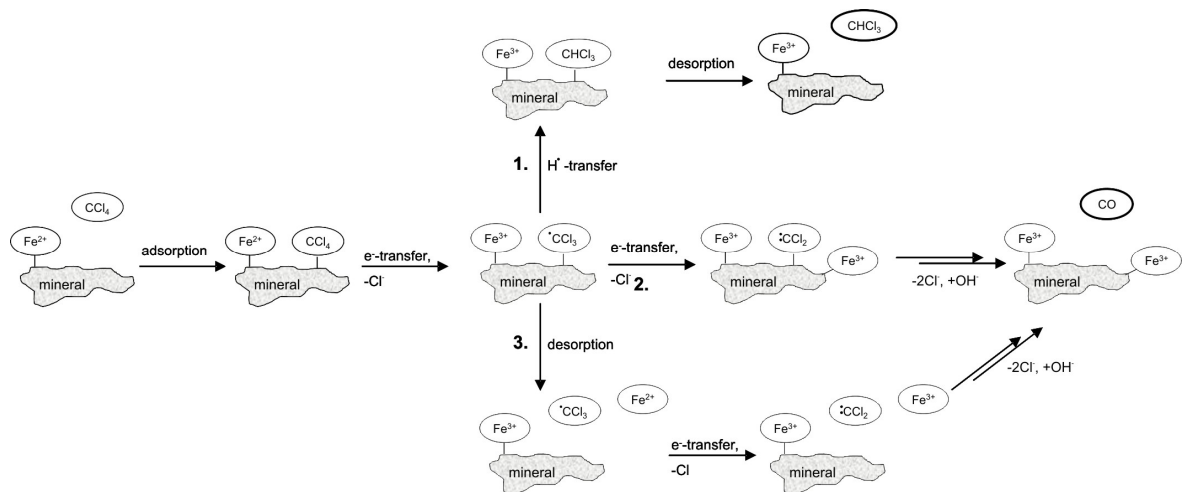 CHCl₃
Fe³⁺
CHCl₃
mineral
desorption
Fe³⁺
mineral
1.
H•-transfer
CCl₄
Fe²⁺
mineral
adsorption
Fe²⁺
CCl₄
mineral
e⁻-transfer,
-Cl⁻
Fe³⁺
•CCl₃
mineral
e⁻-transfer,
-Cl⁻
2.
Fe³⁺
:CCl₂
Fe³⁺
mineral
-2Cl⁻, +OH⁻
CO
Fe³⁺
Fe³⁺
mineral
3.
desorption
-2Cl⁻, +OH⁻
•CCl₃
Fe²⁺
Fe³⁺
mineral
e⁻-transfer,
-Cl
:CCl₂
Fe³⁺
Fe³⁺
mineral